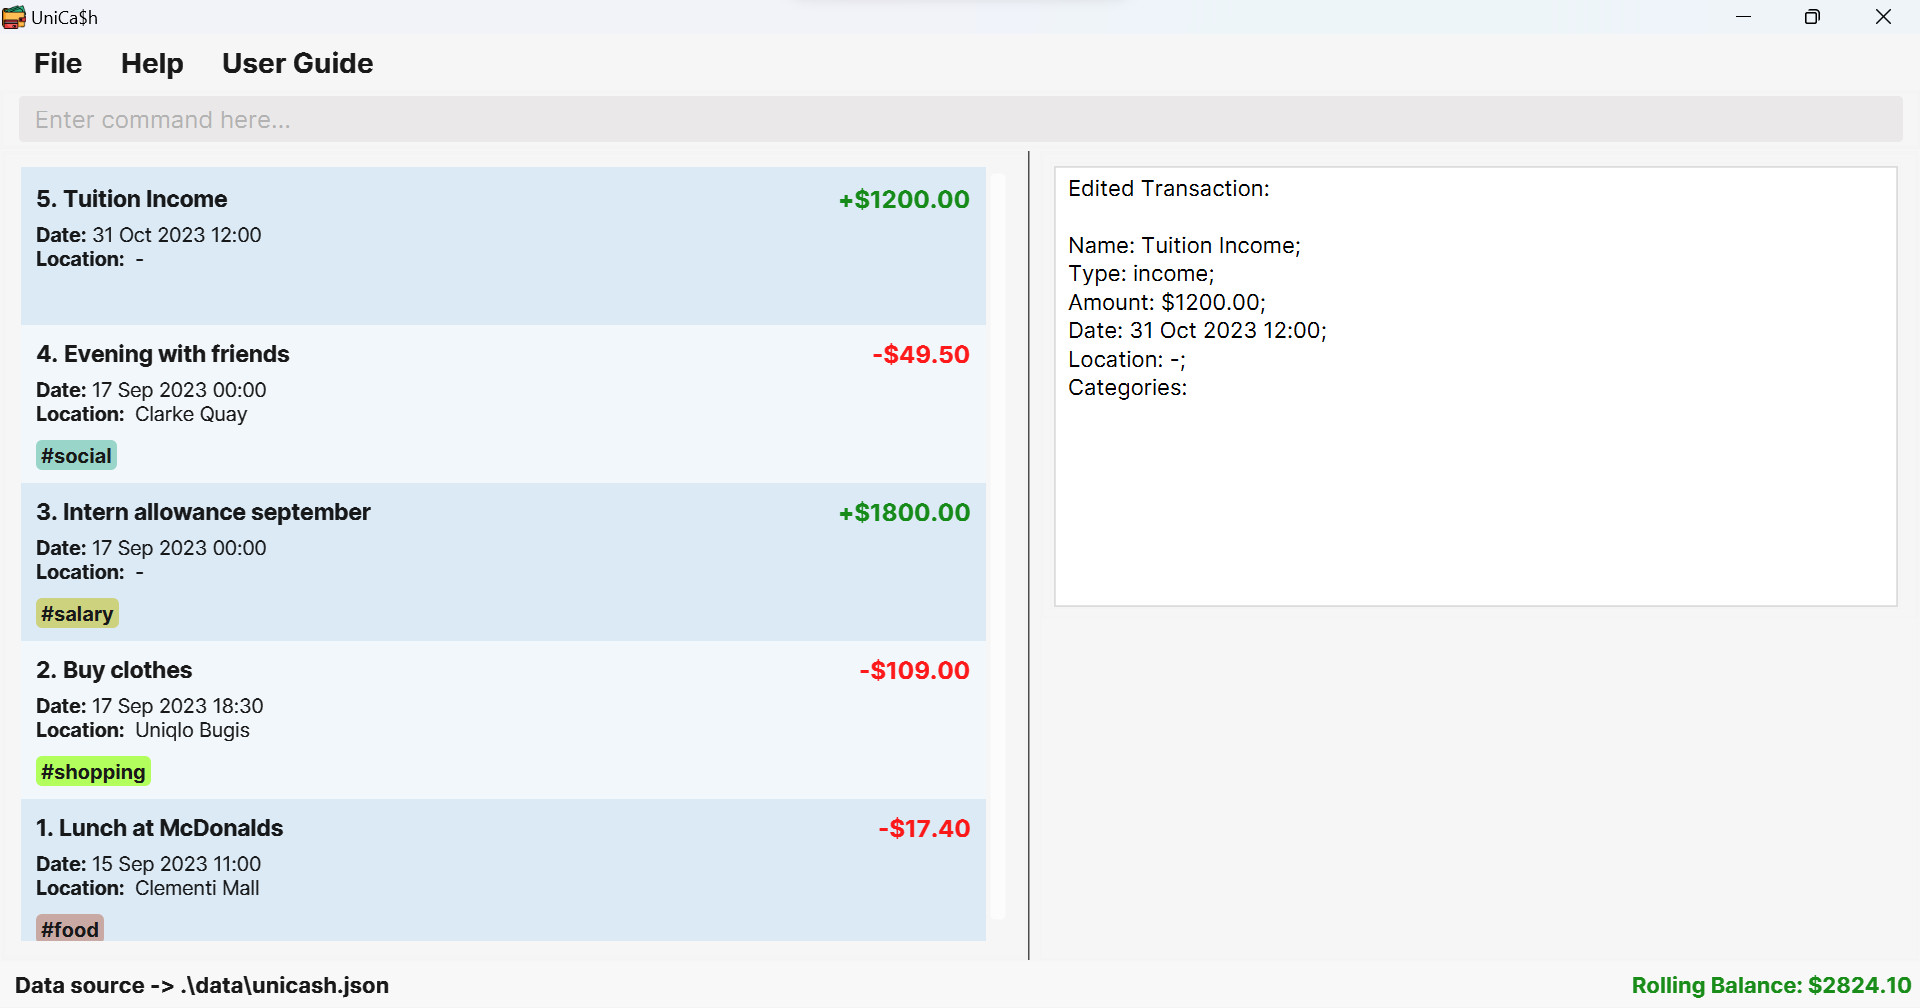 UniCa$h
File Help User Guide
Enter command here...
5. Tuition Income +$1200.00
Date: 31 Oct 2023 12:00
Location: -
4. Evening with friends -$49.50
Date: 17 Sep 2023 00:00
Location: Clarke Quay
#social
3. Intern allowance september +$1800.00
Date: 17 Sep 2023 00:00
Location: -
#salary
2. Buy clothes -$109.00
Date: 17 Sep 2023 18:30
Location: Uniqlo Bugis
#shopping
1. Lunch at McDonalds -$17.40
Date: 15 Sep 2023 11:00
Location: Clementi Mall
#food
Edited Transaction:
Name: Tuition Income;
Type: income;
Amount: $1200.00;
Date: 31 Oct 2023 12:00;
Location: -;
Categories:
Data source -> .\data\unicash.json
Rolling Balance: $2824.10